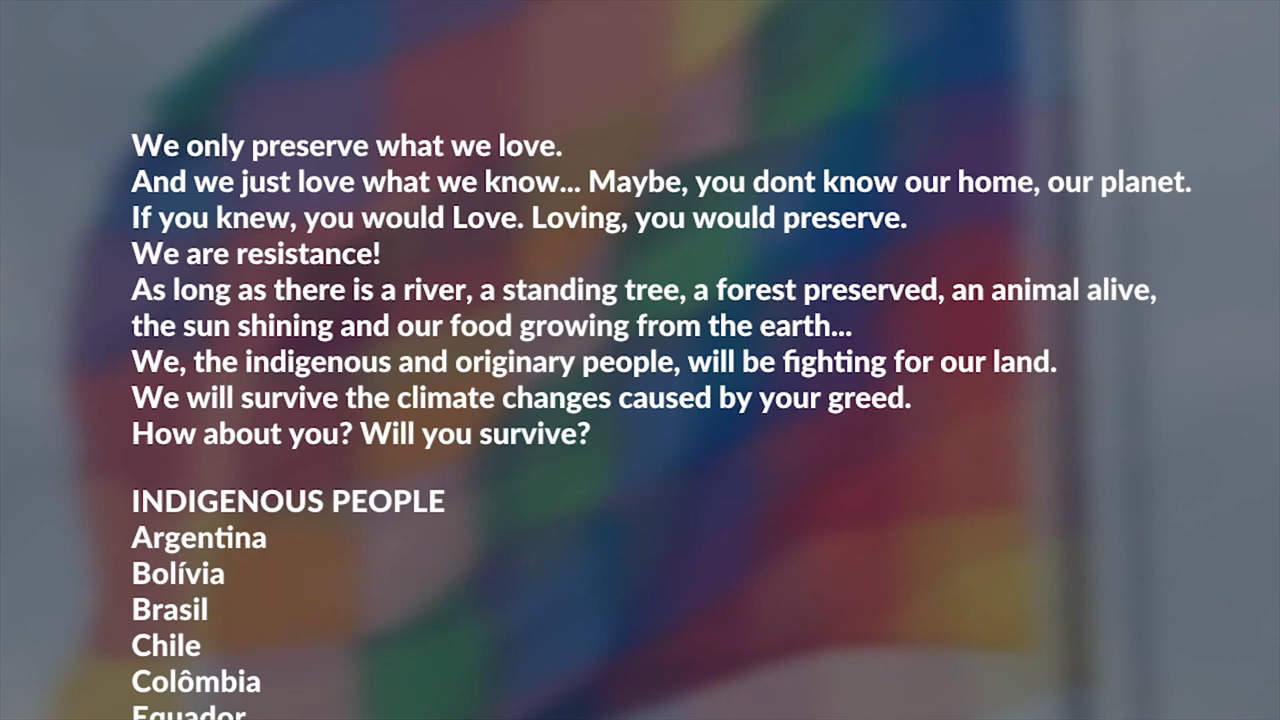 We only preserve what we love.
And we just love what we know... Maybe, you dont know our home, our planet.
If you knew, you would Love. Loving, you would preserve.
We are resistance!
As long as there is a river, a standing tree, a forest preserved, an animal alive,
the sun shining and our food growing from the earth...
We, the indigenous and originary people, will be fighting for our land.
We will survive the climate changes caused by your greed.
How about you? Will you survive?
INDIGENOUS PEOPLE
Argentina
Bolívia
Brasil
Chile
Colômbia
Equador